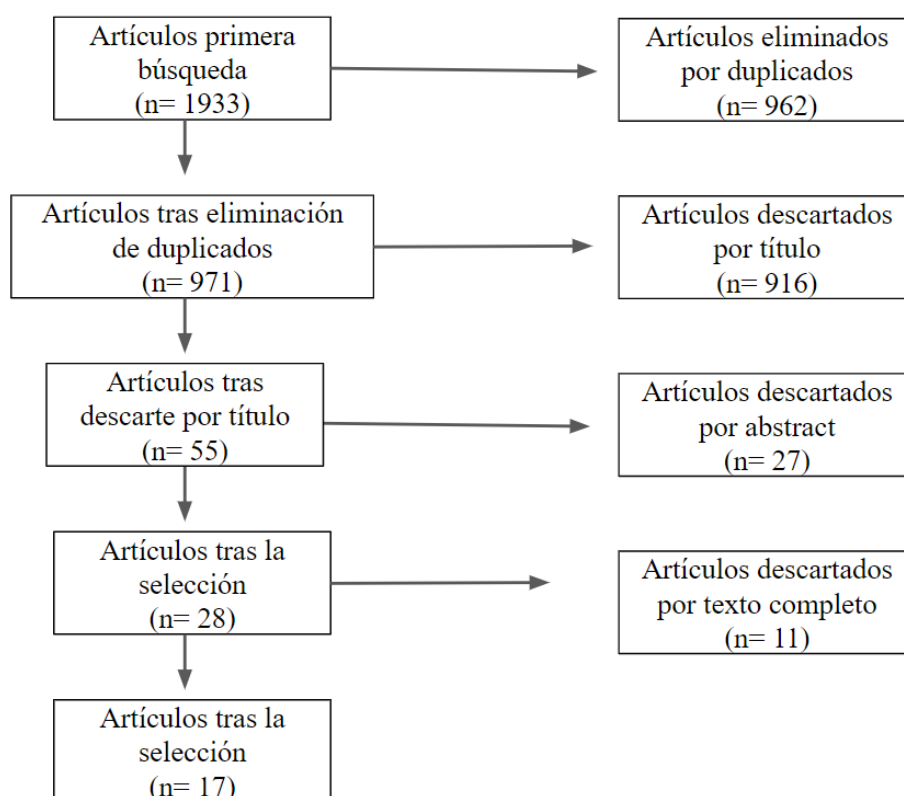 Artículos primera
búsqueda
(n= 1933)
Artículos eliminados
por duplicados
(n= 962)
Artículos tras eliminación
de duplicados
(n= 971)
Artículos descartados
por título
(n= 916)
Artículos tras
descarte por título
(n= 55)
Artículos descartados
por abstract
(n= 27)
Artículos tras la
selección
(n= 28)
Artículos descartados
por texto completo
(n= 11)
Artículos tras la
selección
(n= 17)